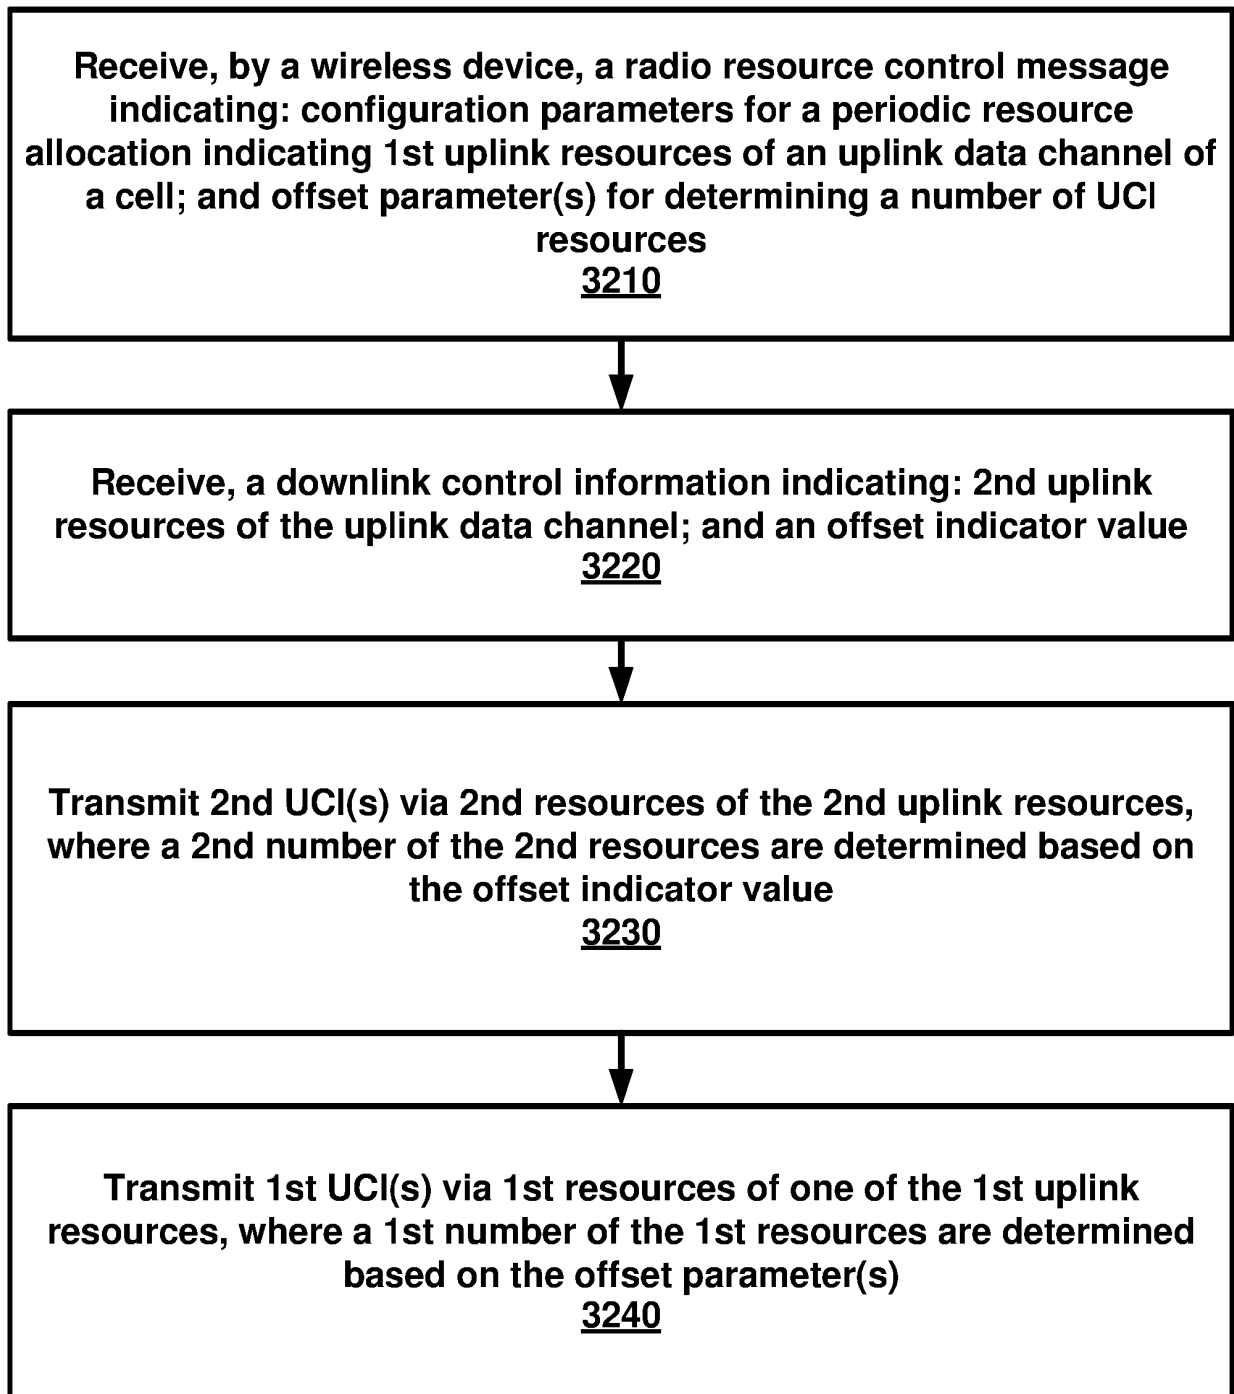 Receive, by a wireless device, a radio resource control message
indicating: configuration parameters for a periodic resource
allocation indicating 1st uplink resources of an uplink data channel of
a cell; and offset parameter(s) for determining a number of UCI
resources
3210
Receive, a downlink control information indicating: 2nd uplink
resources of the uplink data channel; and an offset indicator value
3220
Transmit 2nd UCI(s) via 2nd resources of the 2nd uplink resources,
where a 2nd number of the 2nd resources are determined based on
the offset indicator value
3230
Transmit 1st UCI(s) via 1st resources of one of the 1st uplink
resources, where a 1st number of the 1st resources are determined
based on the offset parameter(s)
3240